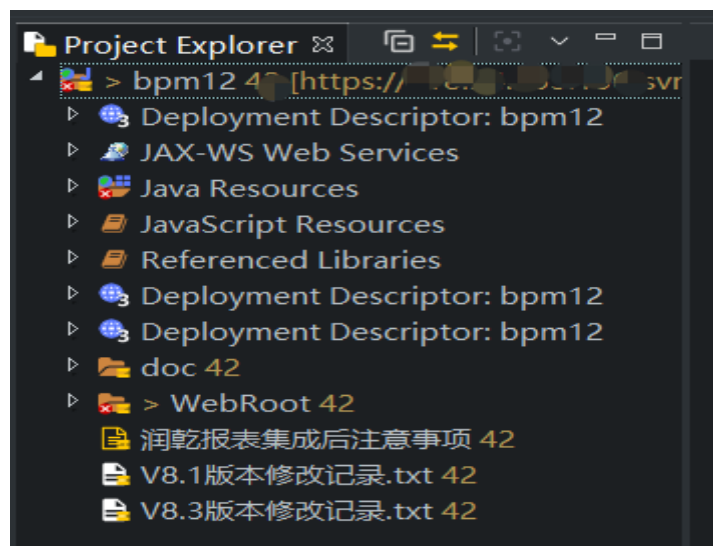 Project Explorer
> bpm12 42 [https://
Deployment Descriptor: bpm12
JAX-WS Web Services
Java Resources
JavaScript Resources
Referenced Libraries
Deployment Descriptor: bpm12
Deployment Descriptor: bpm12
doc 42
> WebRoot 42
润乾报表集成后注意事项 42
V8.1版本修改记录.txt 42
V8.3版本修改记录.txt 42